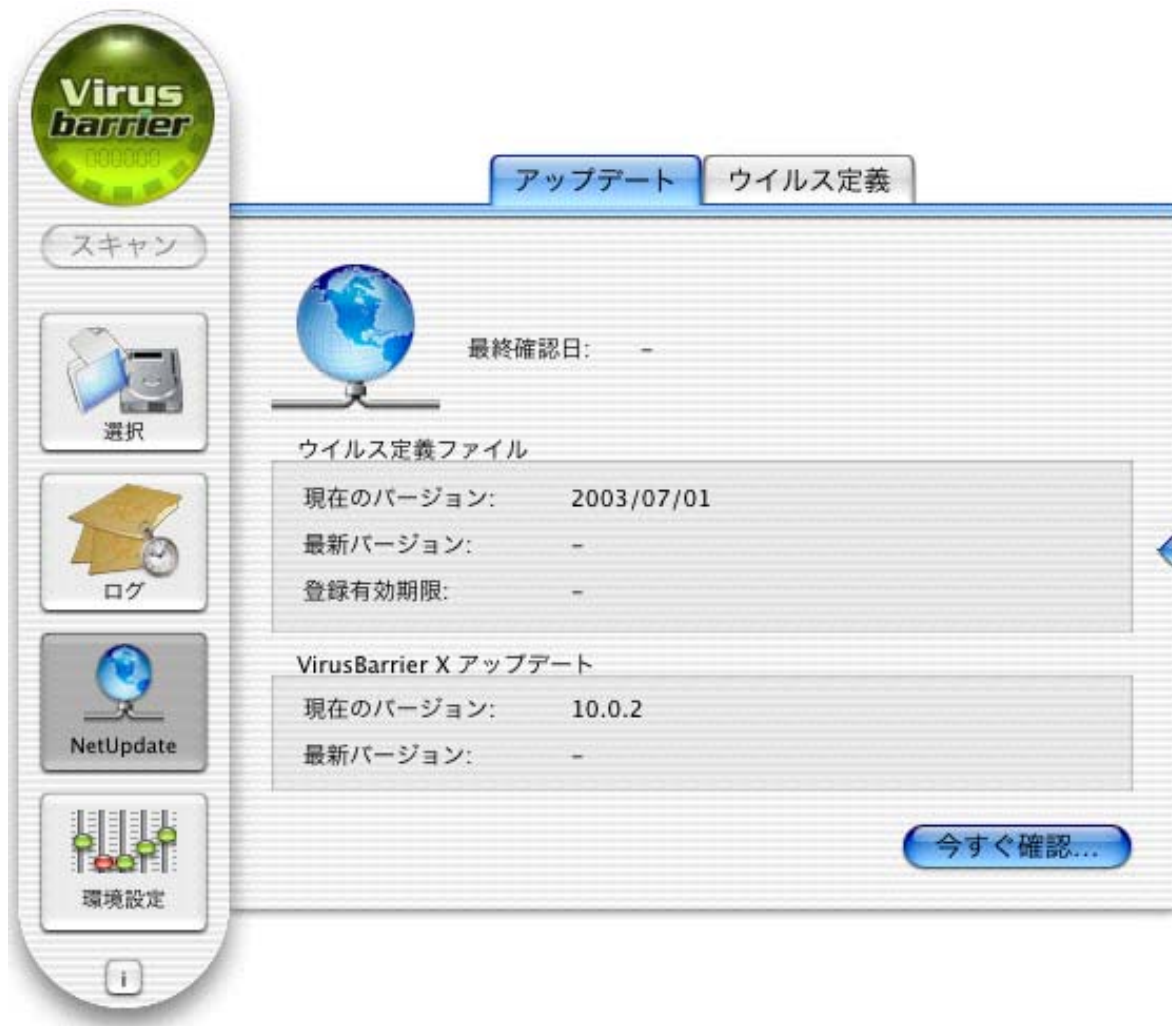 Virus
barrier
000000
スキャン
選択
ログ
NetUpdate
環境設定
i
アップデート
ウイルス定義
最終確認日: –
ウイルス定義ファイル
現在のバージョン: 2003/07/01
最新バージョン: –
登録有効期限: –
VirusBarrier X アップデート
現在のバージョン: 10.0.2
最新バージョン: –
今すぐ確認...